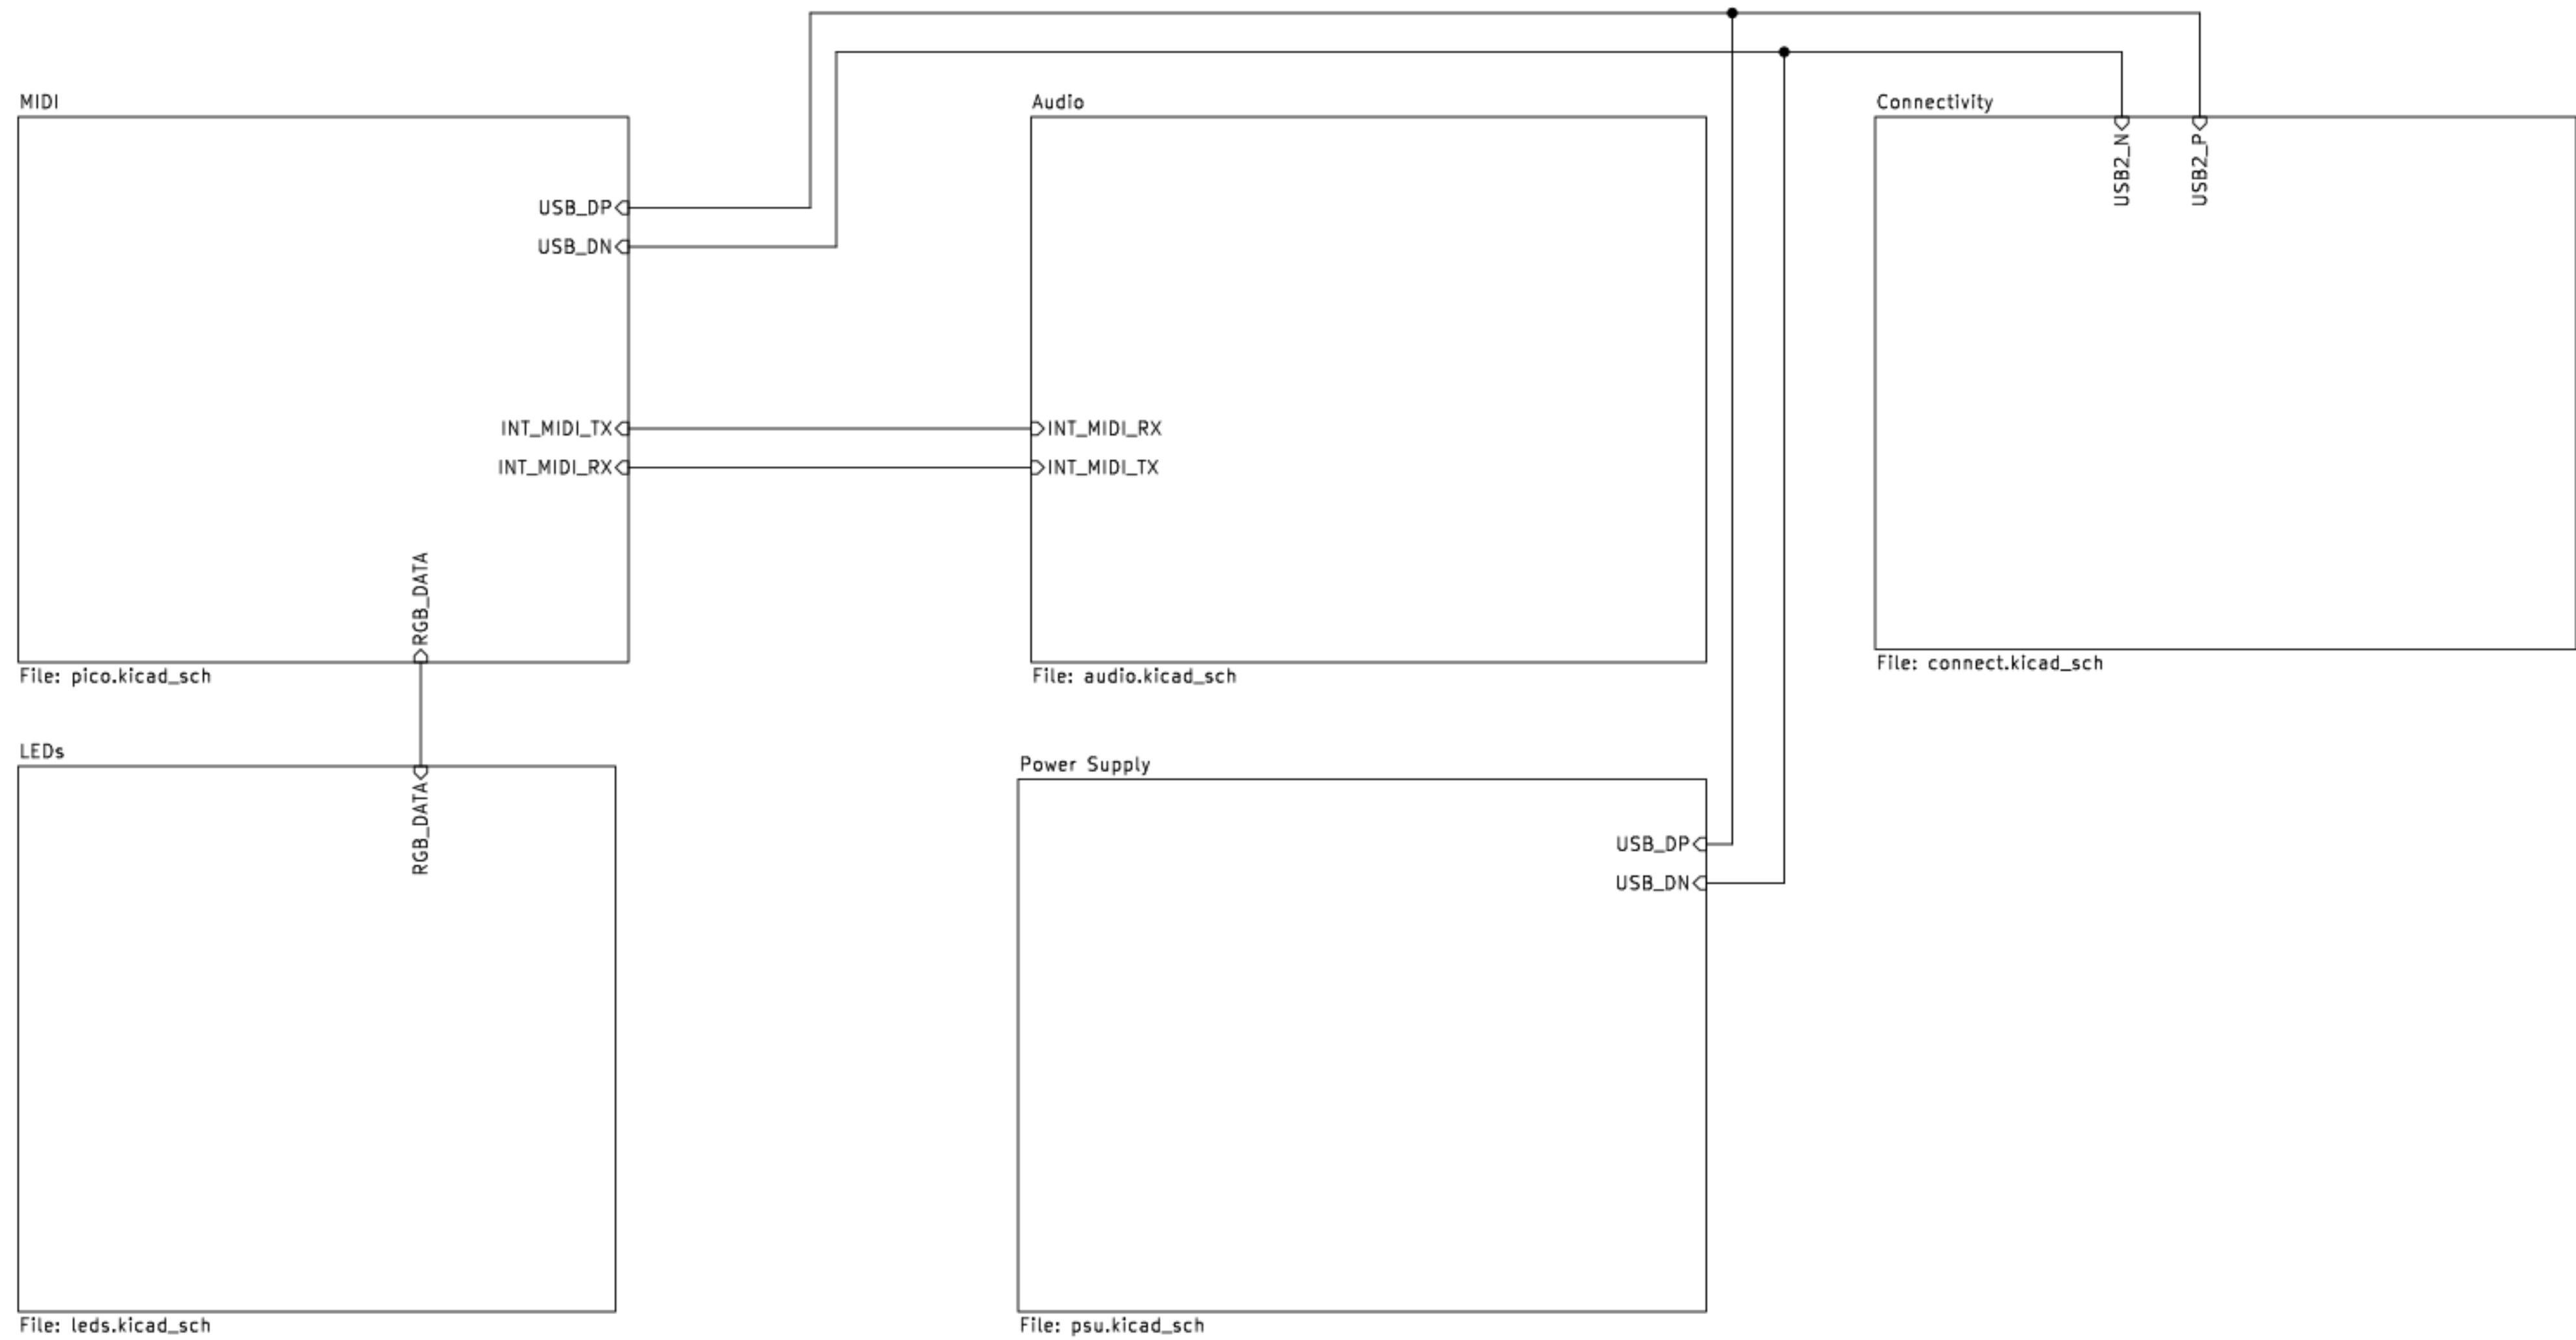 MIDI
USB_DP
USB_DN
INT_MIDI_TX
INT_MIDI_RX
RGB_DATA
File: pico.kicad_sch
Audio
INT_MIDI_RX
INT_MIDI_TX
File: audio.kicad_sch
Connectivity
USB2_N
USB2_P
File: connect.kicad_sch
LEDs
RGB_DATA
File: leds.kicad_sch
Power Supply
USB_DP
USB_DN
File: psu.kicad_sch